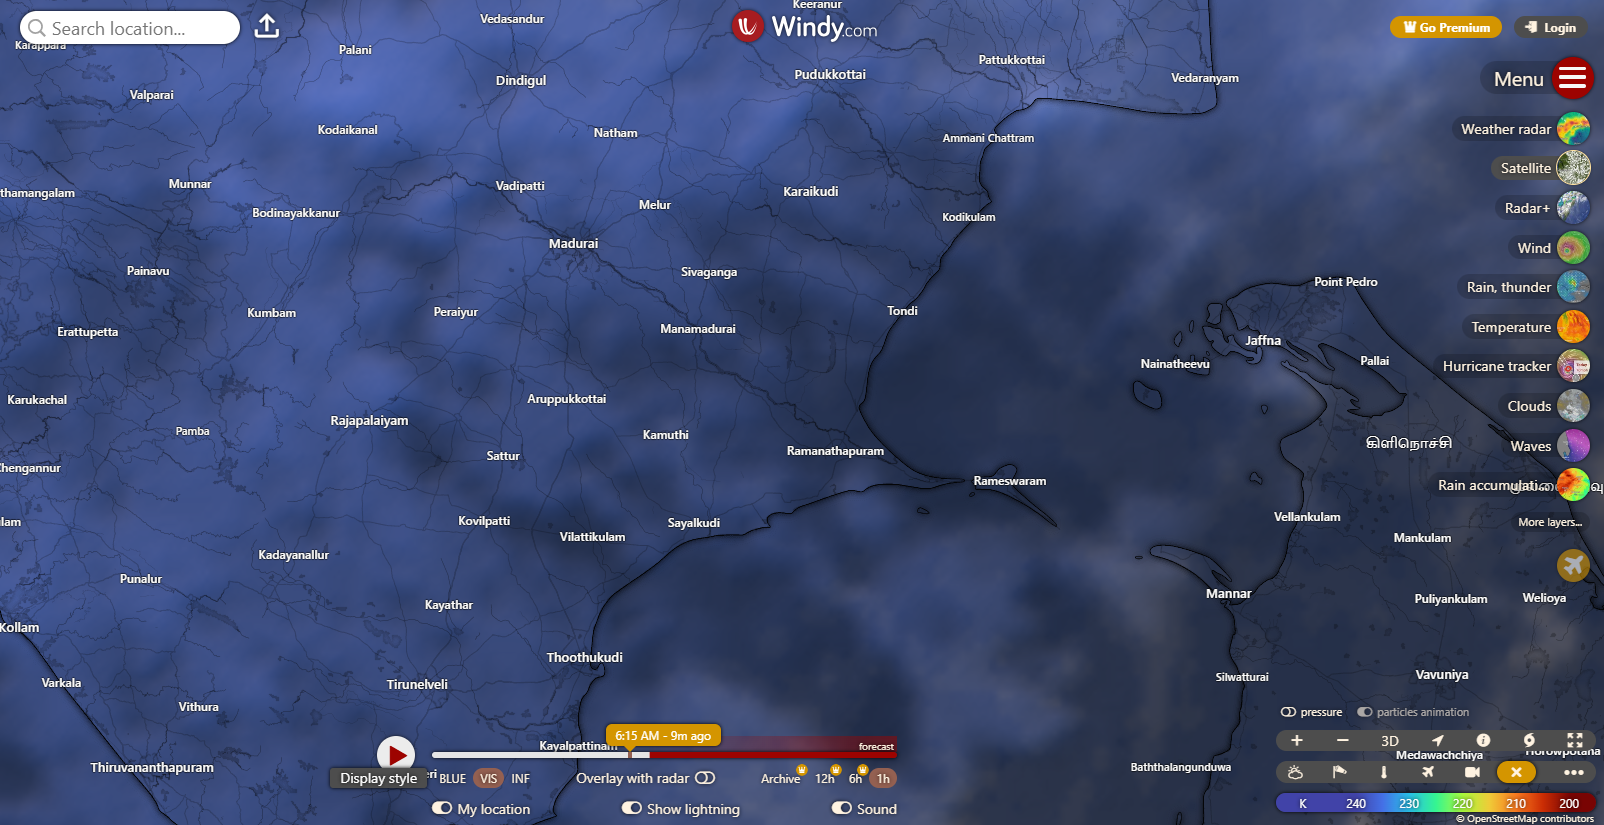 Search location...
Windy.com
Go Premium
Login
Menu
Weather radar
Satellite
Radar+
Wind
Rain, thunder
Temperature
Hurricane tracker
Clouds
Waves
Rain accumulati...
More layers...
Keeranur
Karappara
Palani
Vedasandur
Dindigul
Pudukkottai
Pattukkottai
Vedaranyam
Valparai
Kodaikanal
Natham
Ammani Chattram
thamangalam
Munnar
Bodinayakkanur
Vadipatti
Melur
Karaikudi
Kodikulam
Madurai
Painavu
Sivaganga
Point Pedro
Kumbam
Peraiyur
Tondi
Erattupetta
Manamadurai
Jaffna
Nainatheevu
Pallai
Karukachal
Aruppukkottai
Rajapalaiyam
Pamba
Kamuthi
கிளிநொச்சி
Chengannur
Sattur
Ramanathapuram
Rameswaram
lam
Kovilpatti
Sayalkudi
Vellankulam
Vilattikulam
Mankulam
Kadayanallur
Punalur
Kayathar
Mannar
Puliyankulam
Welioya
Kollam
Thoothukudi
Varkala
Tirunelveli
Silwatturai
Vavuniya
Vithura
Kayalpattinam
Thiruvananthapuram
Baththalangunduwa
Medawachchiya
Horowpotana
6:15 AM - 9m ago
forecast
Display style
eri
BLUE
VIS
INF
Overlay with radar
Archive
12h
6h
1h
My location
Show lightning
Sound
pressure
particles animation
3D
K 240 230 220 210 200
© OpenStreetMap contributors